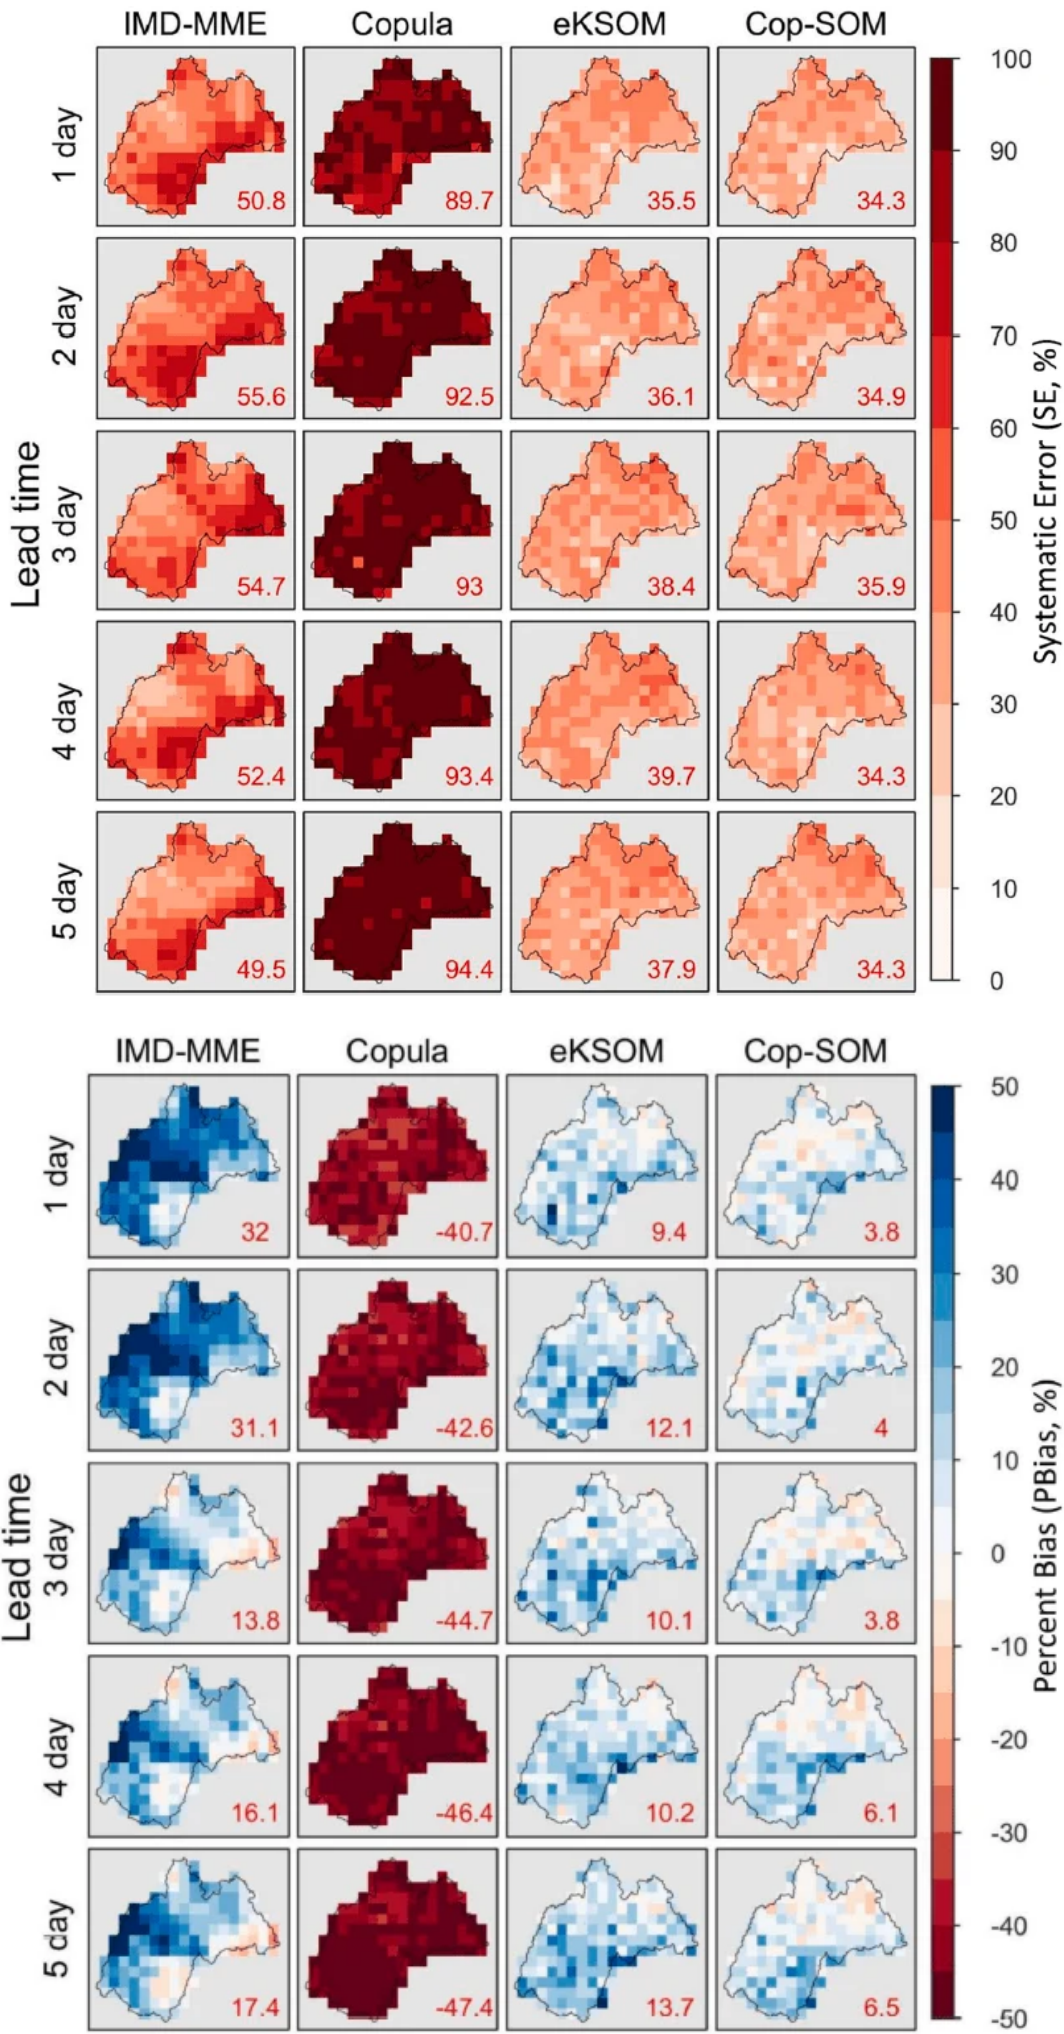 IMD-MME Copula eKSOM Cop-SOM
1 day 50.8 89.7 35.5 34.3
2 day 55.6 92.5 36.1 34.9
3 day 54.7 93 38.4 35.9
4 day 52.4 93.4 39.7 34.3
5 day 49.5 94.4 37.9 34.3
Lead time
100
90
80
70
60
50
40
30
20
10
0
Systematic Error (SE, %)
IMD-MME Copula eKSOM Cop-SOM
1 day 32 -40.7 9.4 3.8
2 day 31.1 -42.6 12.1 4
3 day 13.8 -44.7 10.1 3.8
4 day 16.1 -46.4 10.2 6.1
5 day 17.4 -47.4 13.7 6.5
Lead time
50
40
30
20
10
0
-10
-20
-30
-40
-50
Percent Bias (PBias, %)